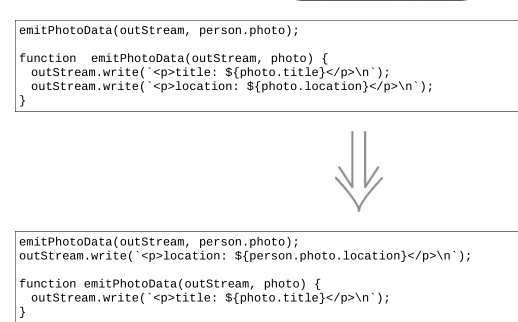 emitPhotoData(outStream, person.photo);

function  emitPhotoData(outStream, photo) {
  outStream.write(`<p>title: ${photo.title}</p>\n`);
  outStream.write(`<p>location: ${photo.location}</p>\n`);
}

emitPhotoData(outStream, person.photo);
outStream.write(`<p>location: ${person.photo.location}</p>\n`);

function emitPhotoData(outStream, photo) {
  outStream.write(`<p>title: ${photo.title}</p>\n`);
}